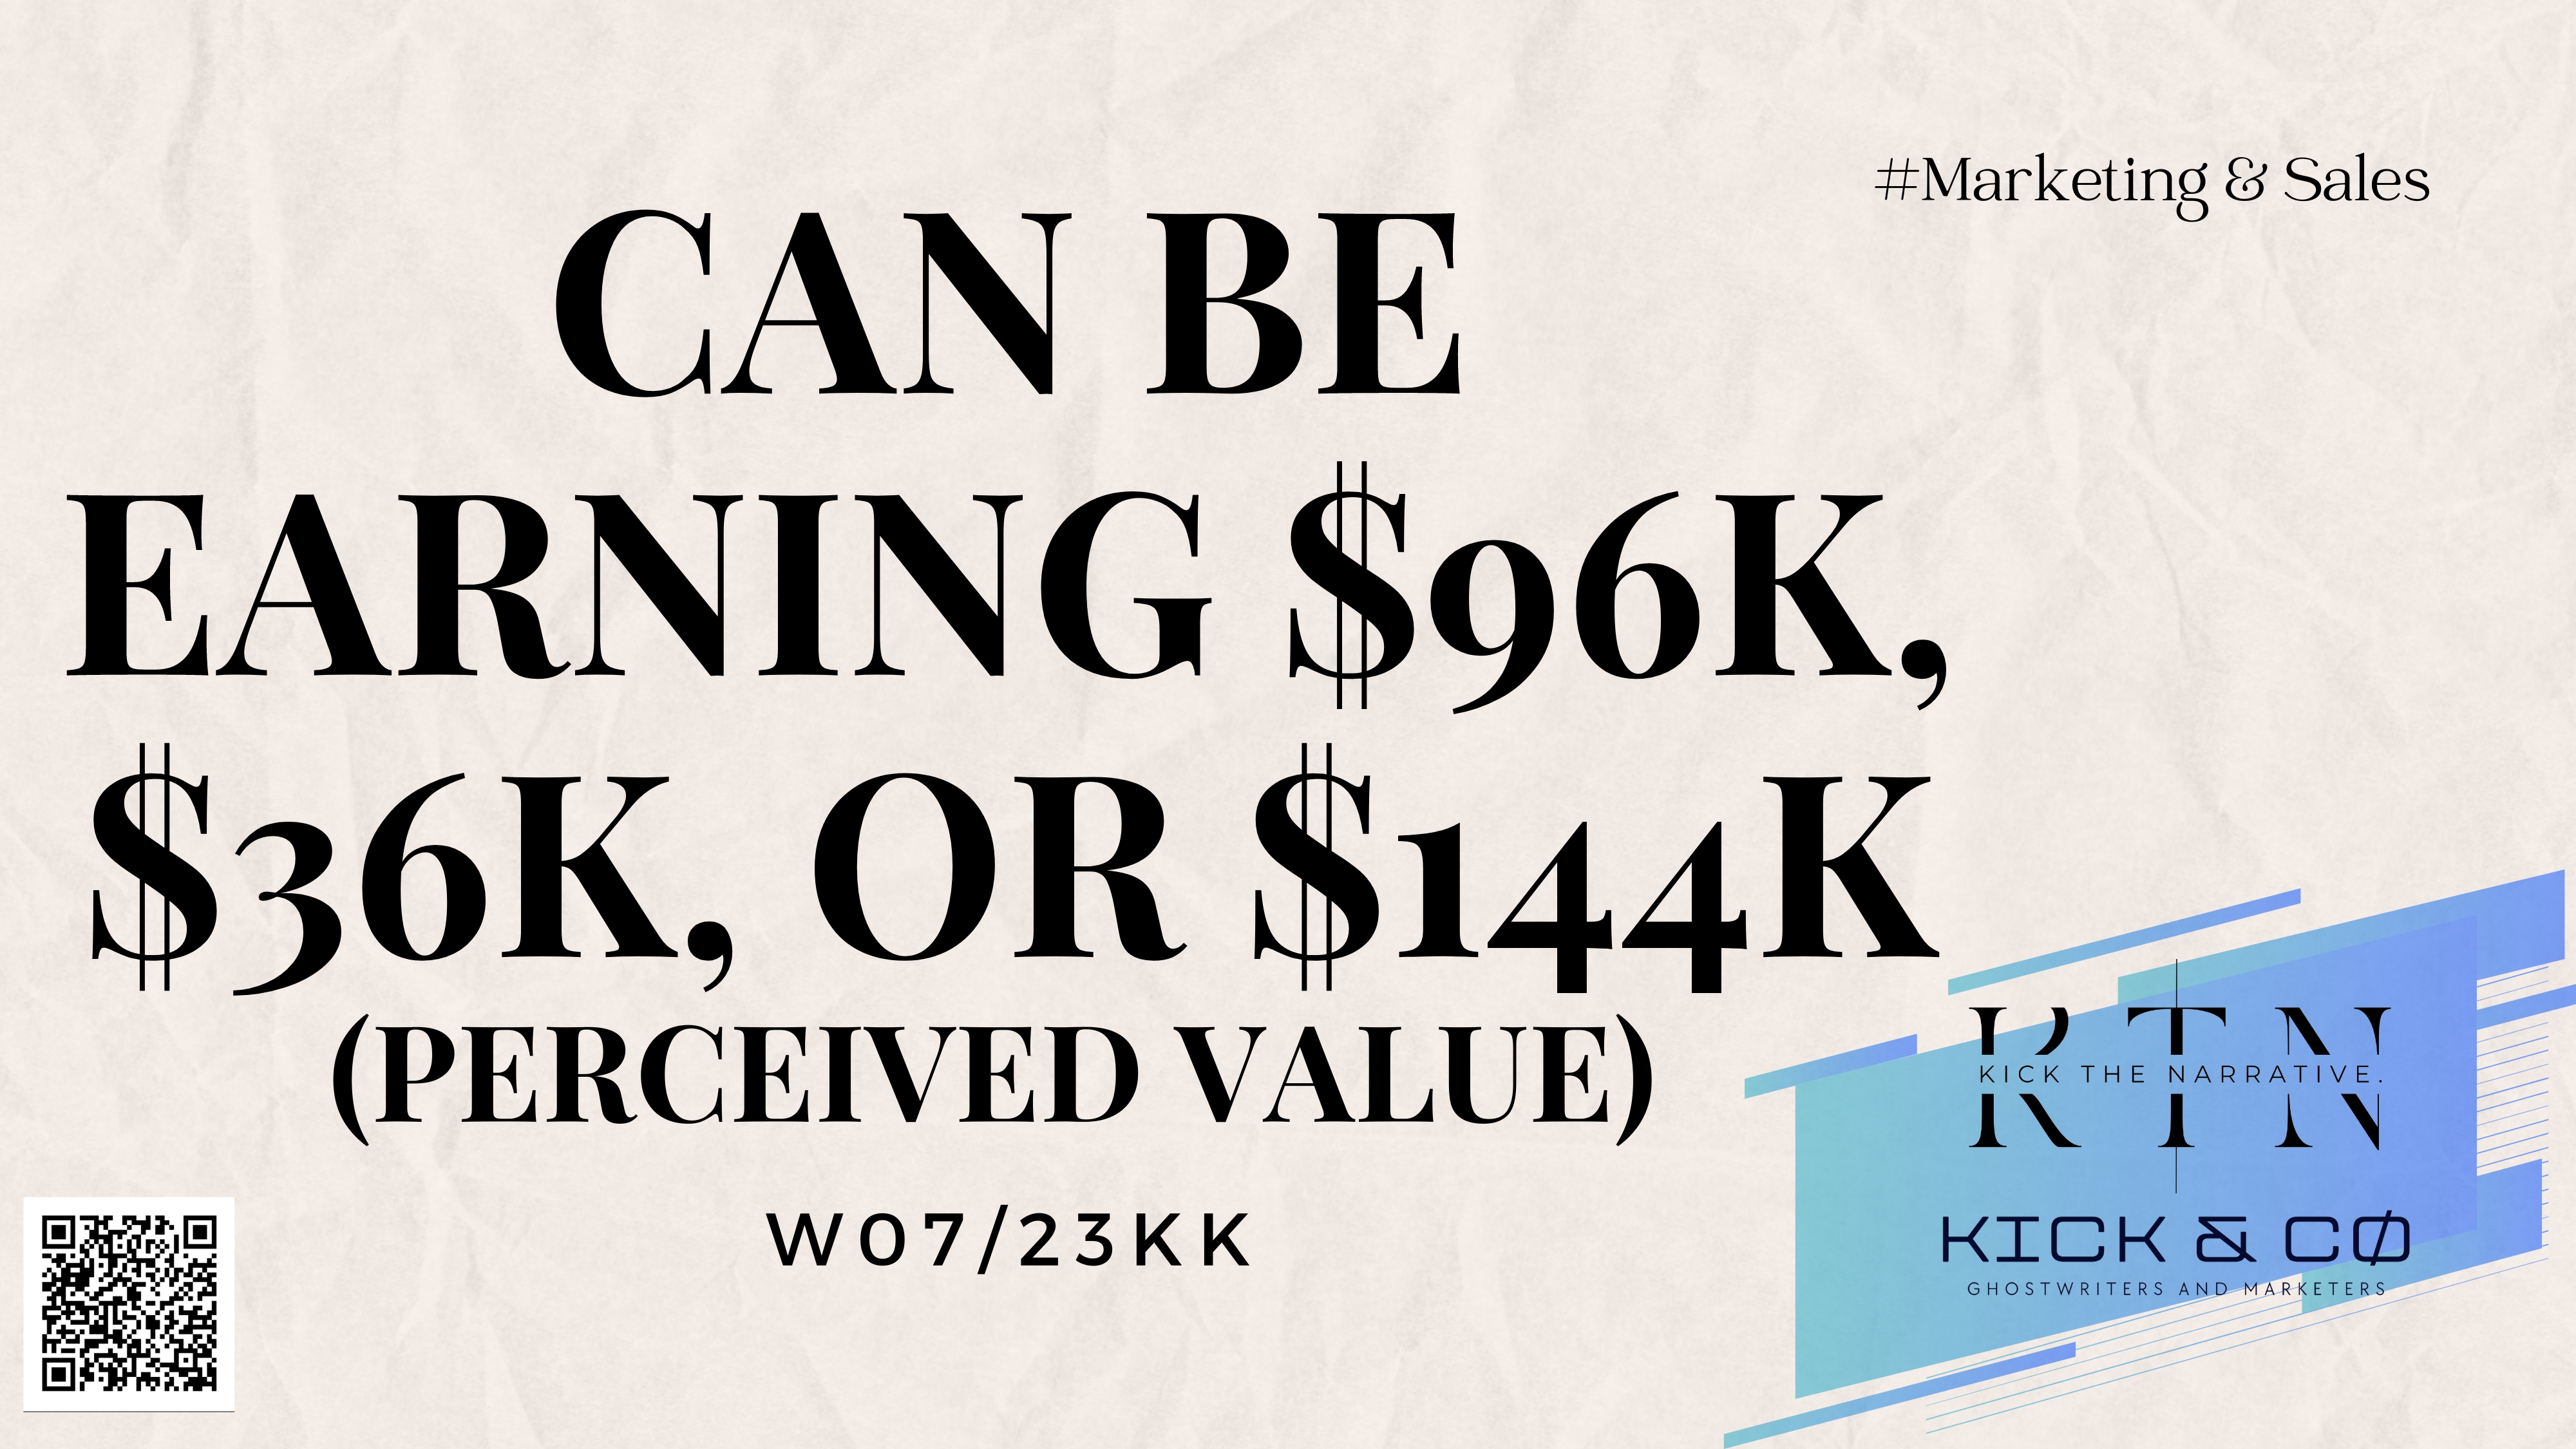 #Marketing & Sales
CAN BE
EARNING $96K,
$36K, OR $144K
(PERCEIVED VALUE)
W07/23KK
KTN
KICK THE NARRATIVE.
KICK & CØ
GHOSTWRITERS AND MARKETERS